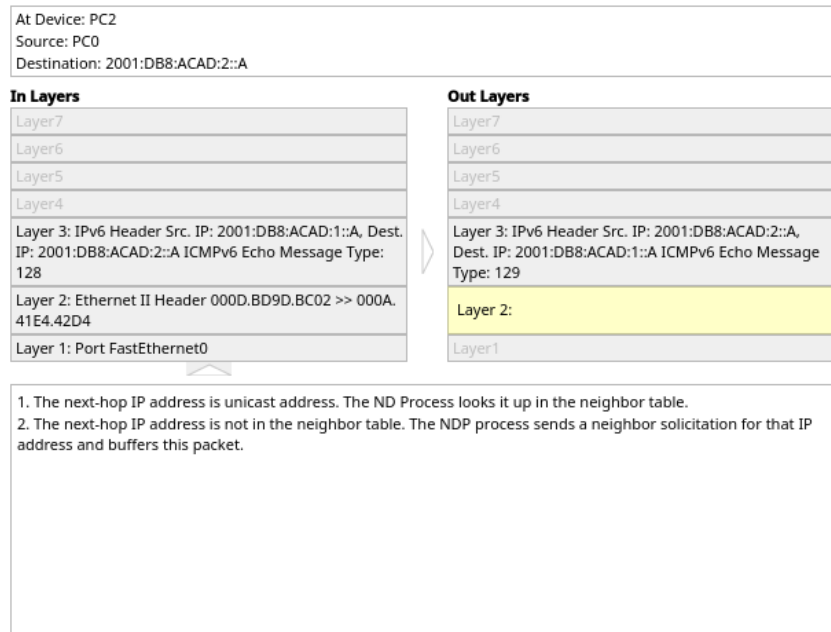 At Device: PC2
Source: PC0
Destination: 2001:DB8:ACAD:2::A
In Layers
Layer7
Layer6
Layer5
Layer4
Layer 3: IPv6 Header Src. IP: 2001:DB8:ACAD:1::A, Dest.
IP: 2001:DB8:ACAD:2::A ICMPv6 Echo Message Type:
128
Layer 2: Ethernet II Header 000D.BD9D.BC02 >> 000A.
41E4.42D4
Layer 1: Port FastEthernet0
Out Layers
Layer7
Layer6
Layer5
Layer4
Layer 3: IPv6 Header Src. IP: 2001:DB8:ACAD:2::A,
Dest. IP: 2001:DB8:ACAD:1::A ICMPv6 Echo Message
Type: 129
Layer 2:
Layer1
1. The next-hop IP address is unicast address. The ND Process looks it up in the neighbor table.
2. The next-hop IP address is not in the neighbor table. The NDP process sends a neighbor solicitation for that IP
address and buffers this packet.